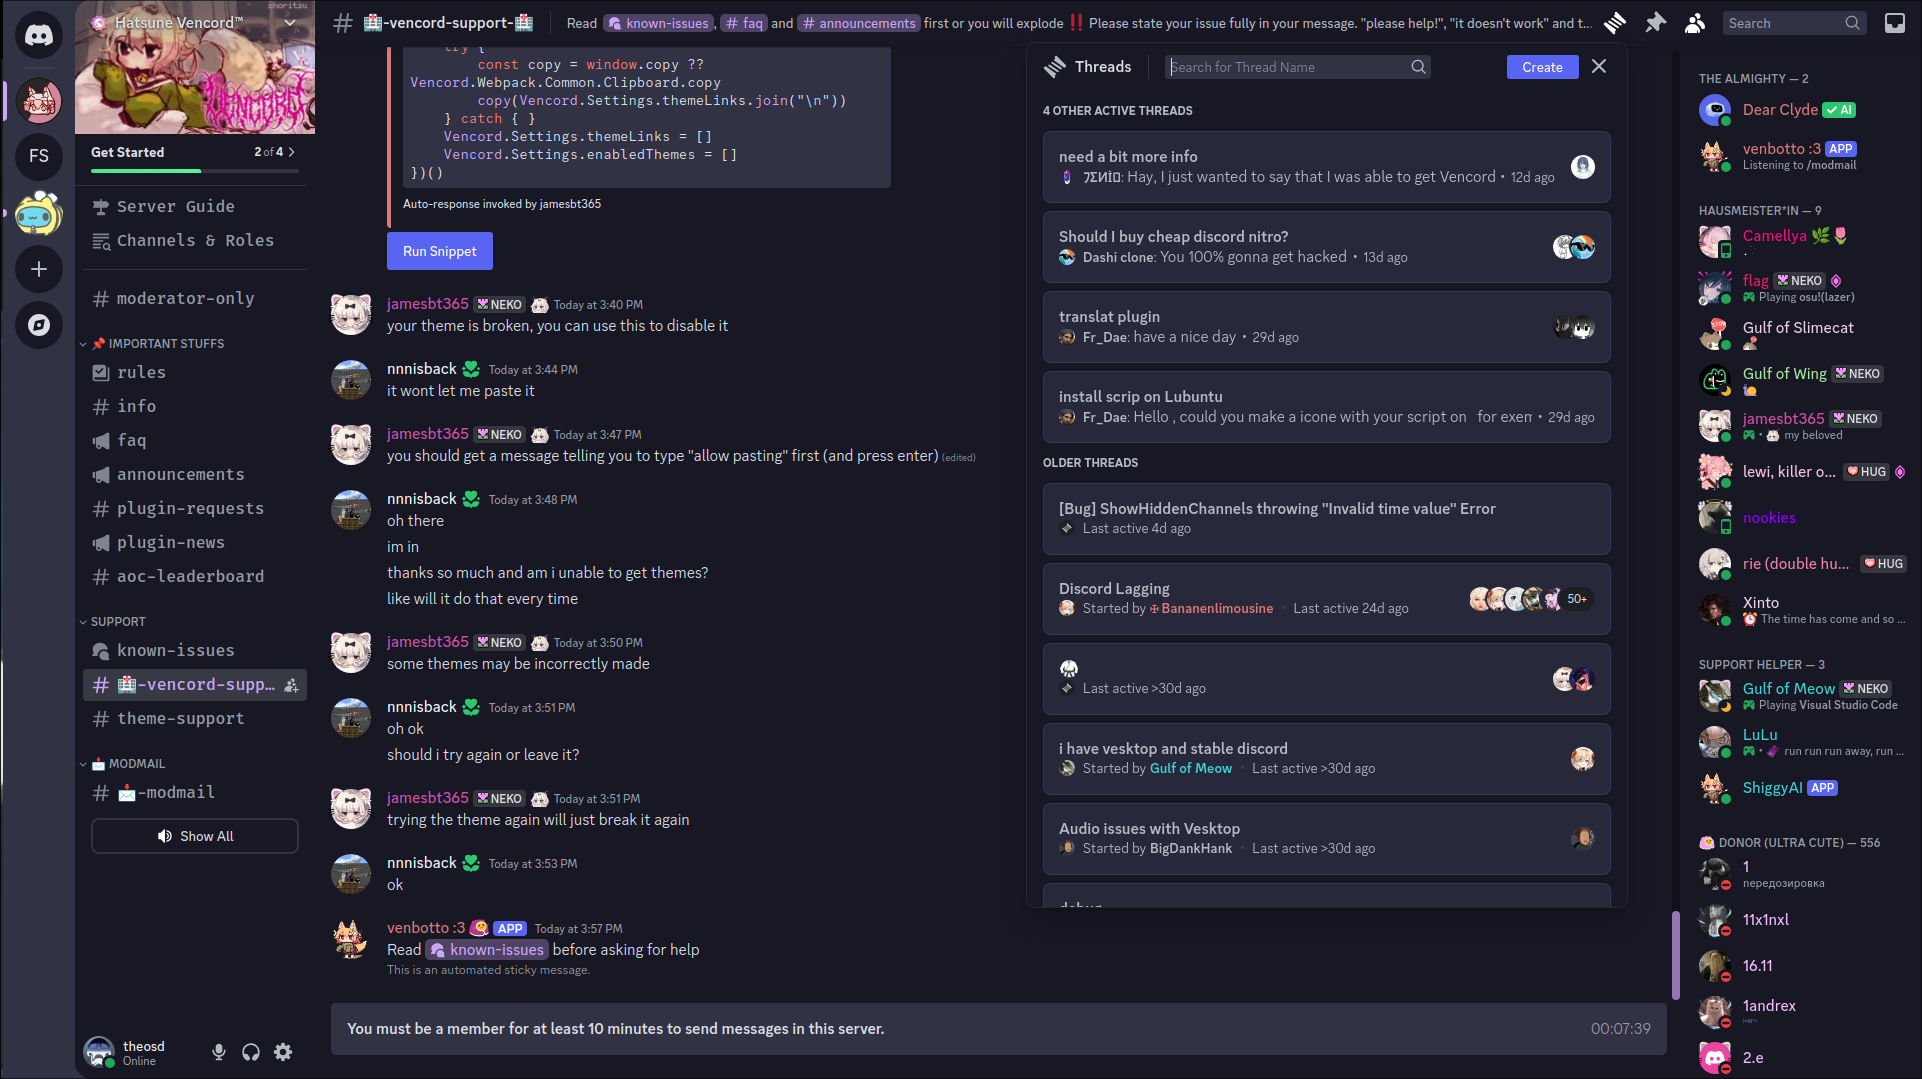 Hatsune Vencord™
Get Started
2 of 4
Server Guide
Channels & Roles
moderator-only
IMPORTANT STUFFS
rules
info
faq
announcements
plugin-requests
plugin-news
aoc-leaderboard
SUPPORT
known-issues
-vencord-supp...
theme-support
MODMAIL
-modmail
Show All
FS
theosd
Online
-vencord-support-
Read known-issues, faq and announcements first or you will explode ‼️ Please state your issue fully in your message. "please help!", "it doesn't work" and t...
Search
try {
const copy = window.copy ??
Vencord.Webpack.Common.Clipboard.copy
copy(Vencord.Settings.themeLinks.join("\n"))
} catch { }
Vencord.Settings.themeLinks = []
Vencord.Settings.enabledThemes = []
})()
Auto-response invoked by jamesbt365
Run Snippet
jamesbt365 NEKO Today at 3:40 PM
your theme is broken, you can use this to disable it
nnnisback Today at 3:44 PM
it wont let me paste it
jamesbt365 NEKO Today at 3:47 PM
you should get a message telling you to type "allow pasting" first (and press enter) (edited)
nnnisback Today at 3:48 PM
oh there
im in
thanks so much and am i unable to get themes?
like will it do that every time
jamesbt365 NEKO Today at 3:50 PM
some themes may be incorrectly made
nnnisback Today at 3:51 PM
oh ok
should i try again or leave it?
jamesbt365 NEKO Today at 3:51 PM
trying the theme again will just break it again
nnnisback Today at 3:53 PM
ok
venbotto :3 APP Today at 3:57 PM
Read known-issues before asking for help
This is an automated sticky message.
You must be a member for at least 10 minutes to send messages in this server.
00:07:39
Threads
Search for Thread Name
Create
4 OTHER ACTIVE THREADS
need a bit more info
: Hay, I just wanted to say that I was able to get Vencord • 12d ago
Should I buy cheap discord nitro?
Dashi clone: You 100% gonna get hacked • 13d ago
translat plugin
Fr_Dae: have a nice day • 29d ago
install scrip on Lubuntu
Fr_Dae: Hello , could you make a icone with your script on for exem • 29d ago
OLDER THREADS
[Bug] ShowHiddenChannels throwing "Invalid time value" Error
Last active 4d ago
Discord Lagging
Started by Bananenlimousine • Last active 24d ago
50+
Last active >30d ago
i have vesktop and stable discord
Started by Gulf of Meow • Last active >30d ago
Audio issues with Vesktop
Started by BigDankHank • Last active >30d ago
THE ALMIGHTY — 2
Dear Clyde ✓ AI
venbotto :3 APP
Listening to /modmail
HAUSMEISTER*IN — 9
Camellya
flag NEKO
Playing osu!(lazer)
Gulf of Slimecat
Gulf of Wing NEKO
jamesbt365 NEKO
my beloved
lewi, killer o... HUG
nookies
rie (double hu... HUG
Xinto
The time has come and so ...
SUPPORT HELPER — 3
Gulf of Meow NEKO
Playing Visual Studio Code
LuLu
run run run away, run ...
ShiggyAI APP
DONOR (ULTRA CUTE) — 556
1
передозировка
11x1nxl
16.11
1andrex
2.e